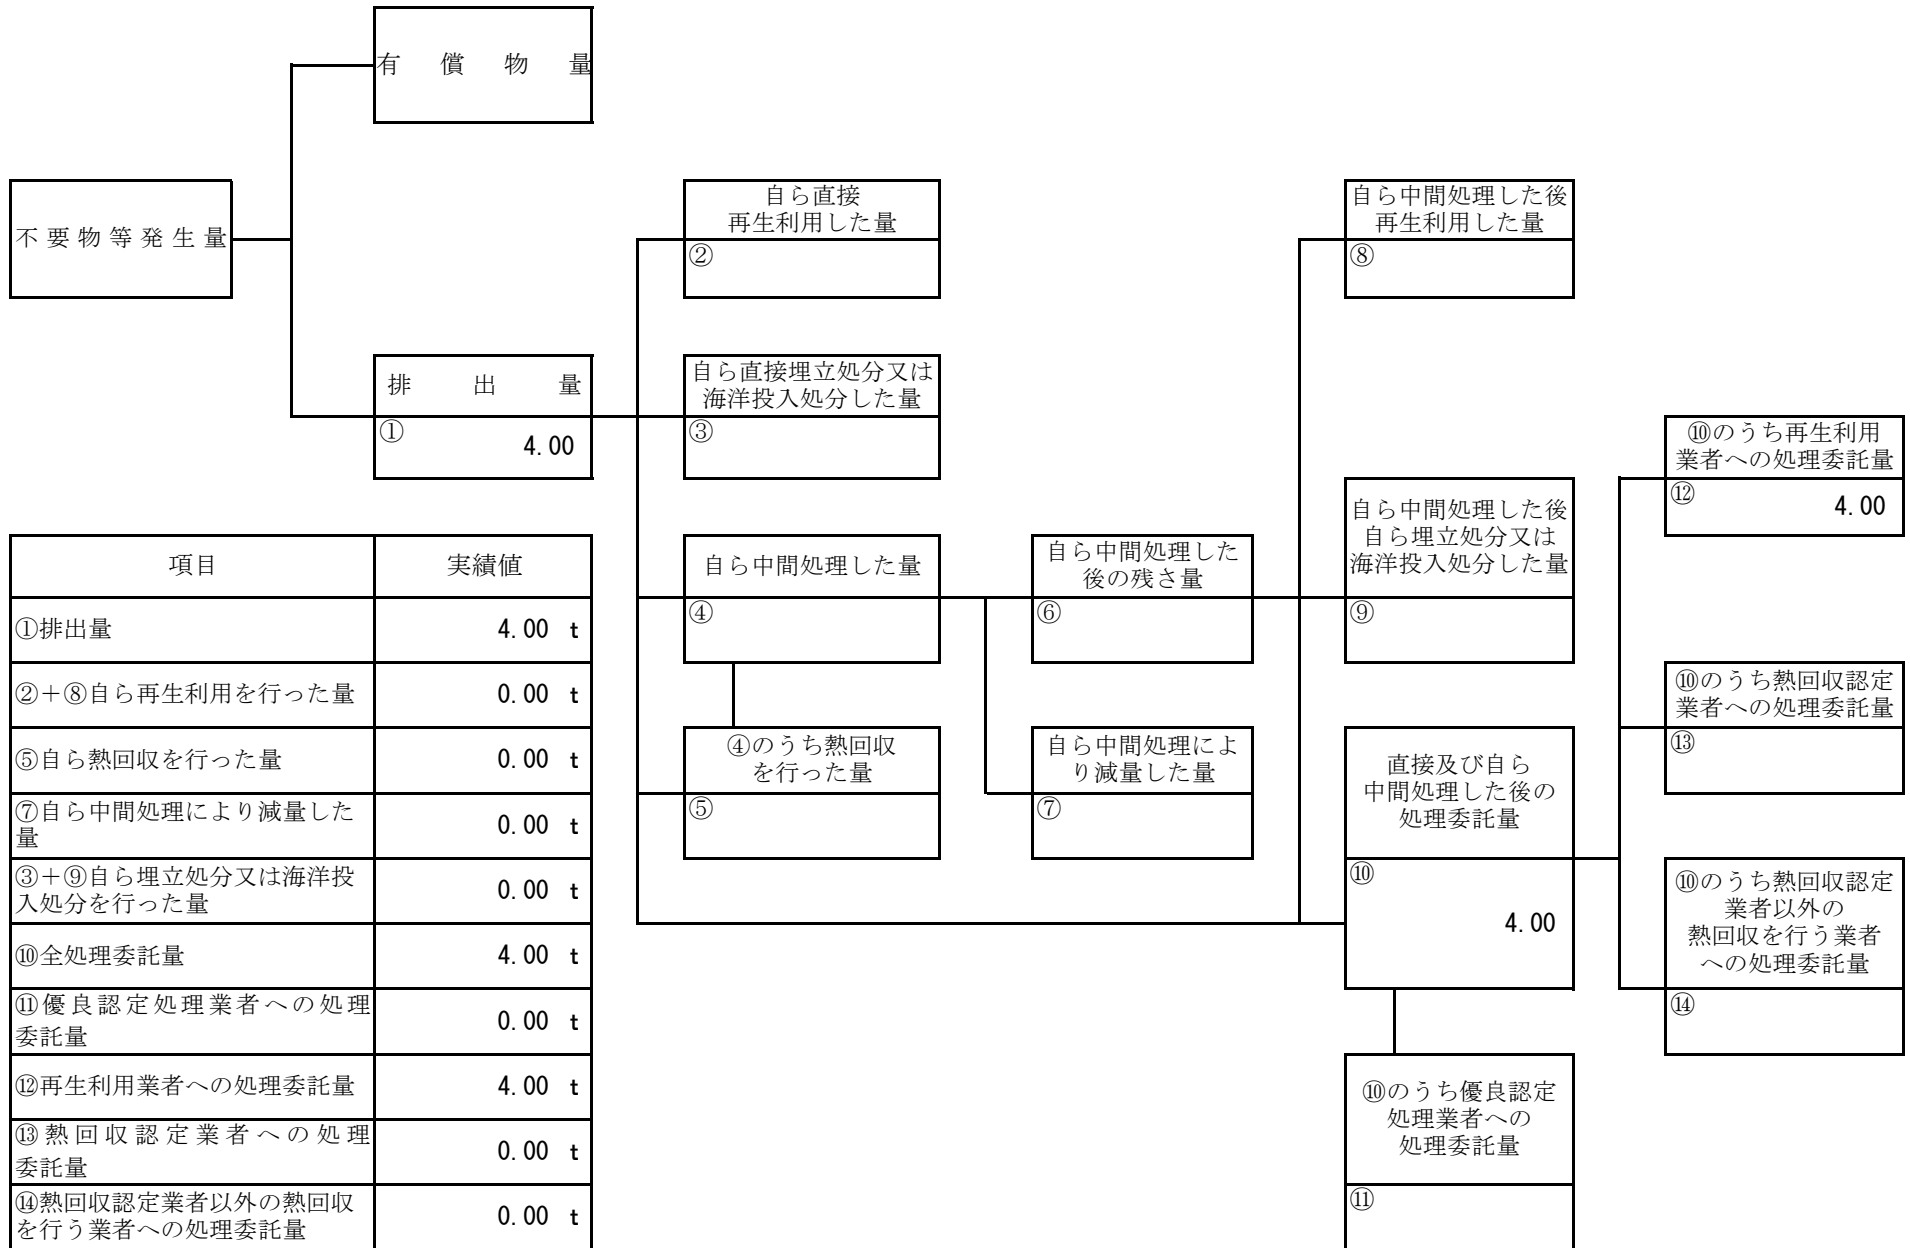 有償物量
不要物等発生量
排出量
①
4.00
自ら直接
再生利用した量
②
自ら直接埋立処分又は
海洋投入処分した量
③
自ら中間処理した量
④
④のうち熱回収
を行った量
⑤
自ら中間処理した
後の残さ量
⑥
自ら中間処理によ
り減量した量
⑦
自ら中間処理した後
再生利用した量
⑧
自ら中間処理した後
自ら埋立処分又は
海洋投入処分した量
⑨
直接及び自ら
中間処理した後の
処理委託量
⑩
4.00
⑩のうち優良認定
処理業者への
処理委託量
⑪
⑩のうち再生利用
業者への処理委託量
⑫
4.00
⑩のうち熱回収認定
業者への処理委託量
⑬
⑩のうち熱回収認定
業者以外の
熱回収を行う業者
への処理委託量
⑭
項目 実績値
①排出量 4.00 t
②+⑧自ら再生利用を行った量 0.00 t
⑤自ら熱回収を行った量 0.00 t
⑦自ら中間処理により減量した
量 0.00 t
③+⑨自ら埋立処分又は海洋投
入処分を行った量 0.00 t
⑩全処理委託量 4.00 t
⑪優良認定処理業者への処理
委託量 0.00 t
⑫再生利用業者への処理委託量 4.00 t
⑬熱回収認定業者への処理
委託量 0.00 t
⑭熱回収認定業者以外の熱回収
を行う業者への処理委託量 0.00 t